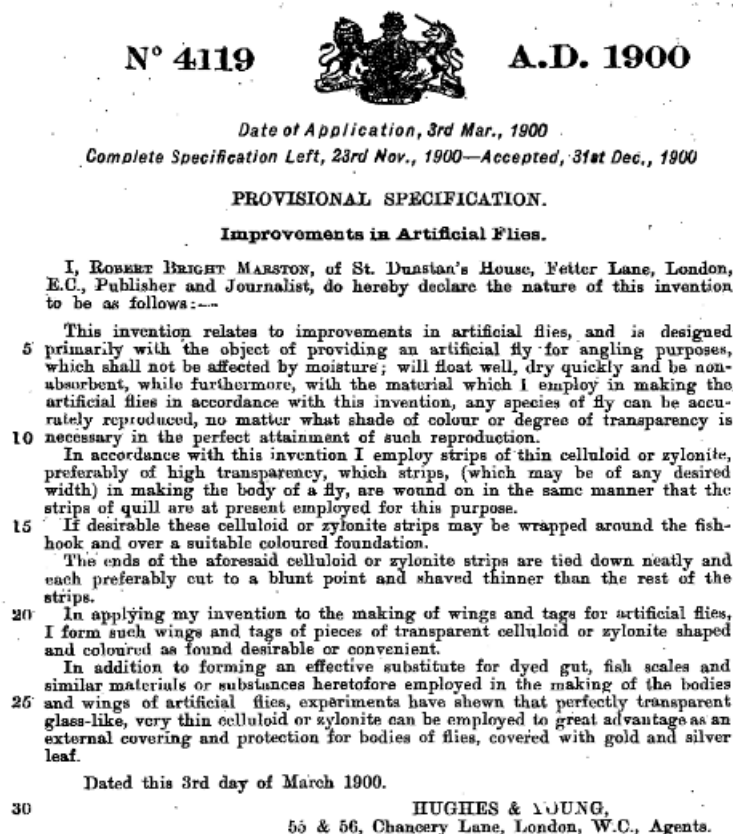 Nº 4119 A.D. 1900
Date of Application, 3rd Mar., 1900
Complete Specification Left, 23rd Nov., 1900—Accepted, 31st Dec., 1900
PROVISIONAL SPECIFICATION.
Improvements in Artificial Flies.
I, ROBERT BRIGHT MARSTON, of St. Dunstan's House, Fetter Lane, London,
E.C., Publisher and Journalist, do hereby declare the nature of this invention
to be as follows:—
This invention relates to improvements in artificial flies, and is designed
5 primarily with the object of providing an artificial fly for angling purposes,
which shall not be affected by moisture; will float well, dry quickly and be non-
absorbent, while furthermore, with the material which I employ in making the
artificial flies in accordance with this invention, any species of fly can be accu-
rately reproduced, no matter what shade of colour or degree of transparency is
10 necessary in the perfect attainment of such reproduction.
In accordance with this invention I employ strips of thin celluloid or zylonite,
preferably of high transparency, which strips, (which may be of any desired
width) in making the body of a fly, are wound on in the same manner that the
strips of quill are at present employed for this purpose.
15 If desirable these celluloid or zylonite strips may be wrapped around the fish-
hook and over a suitable coloured foundation.
The ends of the aforesaid celluloid or zylonite strips are tied down neatly and
each preferably cut to a blunt point and shaved thinner than the rest of the
strips.
20 In applying my invention to the making of wings and tags for artificial flies,
I form such wings and tags of pieces of transparent celluloid or zylonite shaped
and coloured as found desirable or convenient.
In addition to forming an effective substitute for dyed gut, fish scales and
similar materials or substances heretofore employed in the making of the bodies
25 and wings of artificial flies, experiments have shewn that perfectly transparent
glass-like, very thin celluloid or zylonite can be employed to great advantage as an
external covering and protection for bodies of flies, covered with gold and silver
leaf.
Dated this 3rd day of March 1900.
30 HUGHES & YOUNG,
55 & 56, Chancery Lane, London, W.C., Agents.